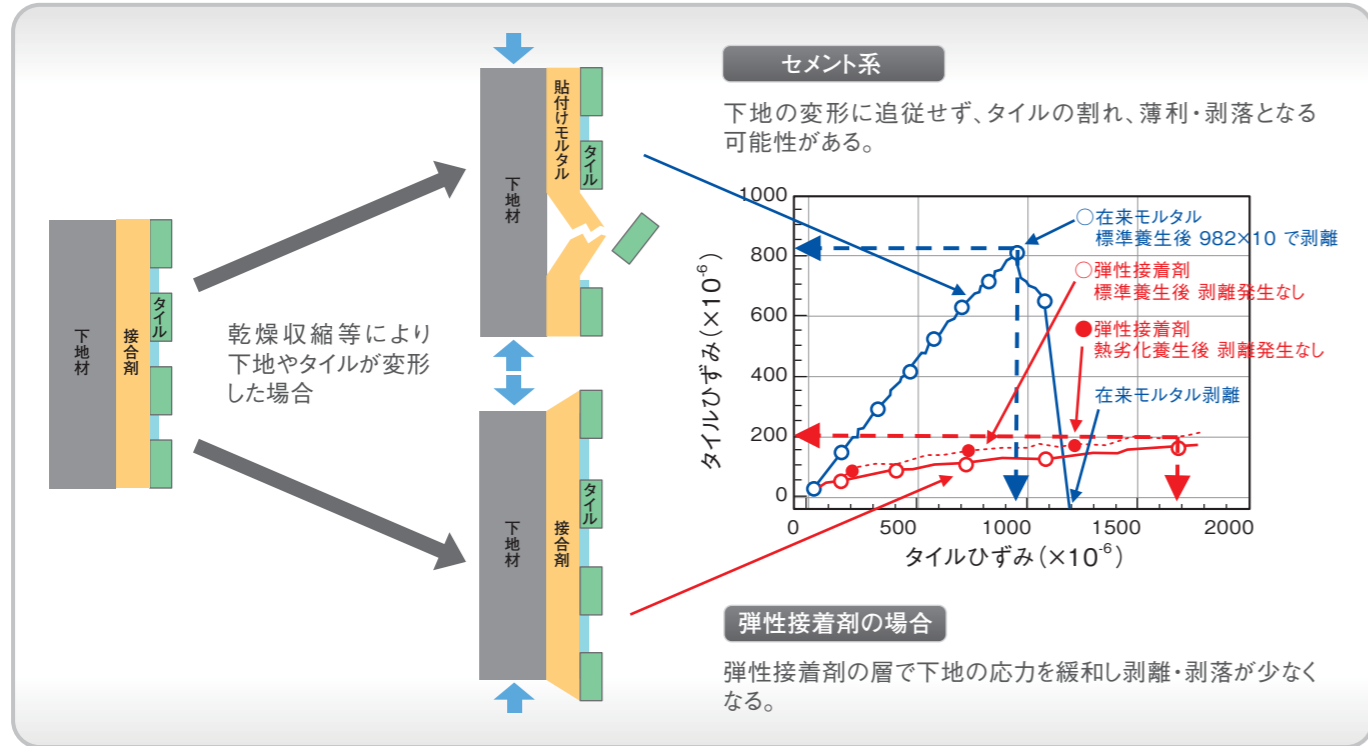 下地材
接合剤
タイル
乾燥収縮等により
下地やタイルが変形
した場合
下地材
貼付けモルタル
タイル
下地材
接合剤
タイル
セメント系
下地の変形に追従せず、タイルの割れ、薄利・剥落となる
可能性がある。
タイルひずみ(×10⁻⁶)
1000
800
600
400
200
0
0
500
1000
1500
2000
タイルひずみ(×10⁻⁶)
○在来モルタル
標準養生後 982×10 で剥離
○弾性接着剤
標準養生後 剥離発生なし
●弾性接着剤
熱劣化養生後 剥離発生なし
在来モルタル剥離
弾性接着剤の場合
弾性接着剤の層で下地の応力を緩和し剥離・剥落が少なく
なる。